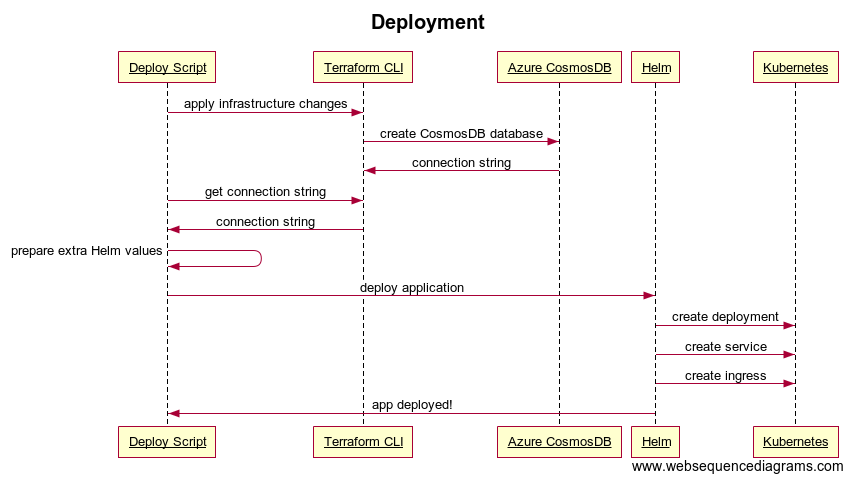 Deployment
Deploy Script
Terraform CLI
Azure CosmosDB
Helm
Kubernetes
apply infrastructure changes
create CosmosDB database
connection string
get connection string
connection string
prepare extra Helm values
deploy application
create deployment
create service
create ingress
app deployed!
Deploy Script
Terraform CLI
Azure CosmosDB
Helm
Kubernetes
www.websequencediagrams.com